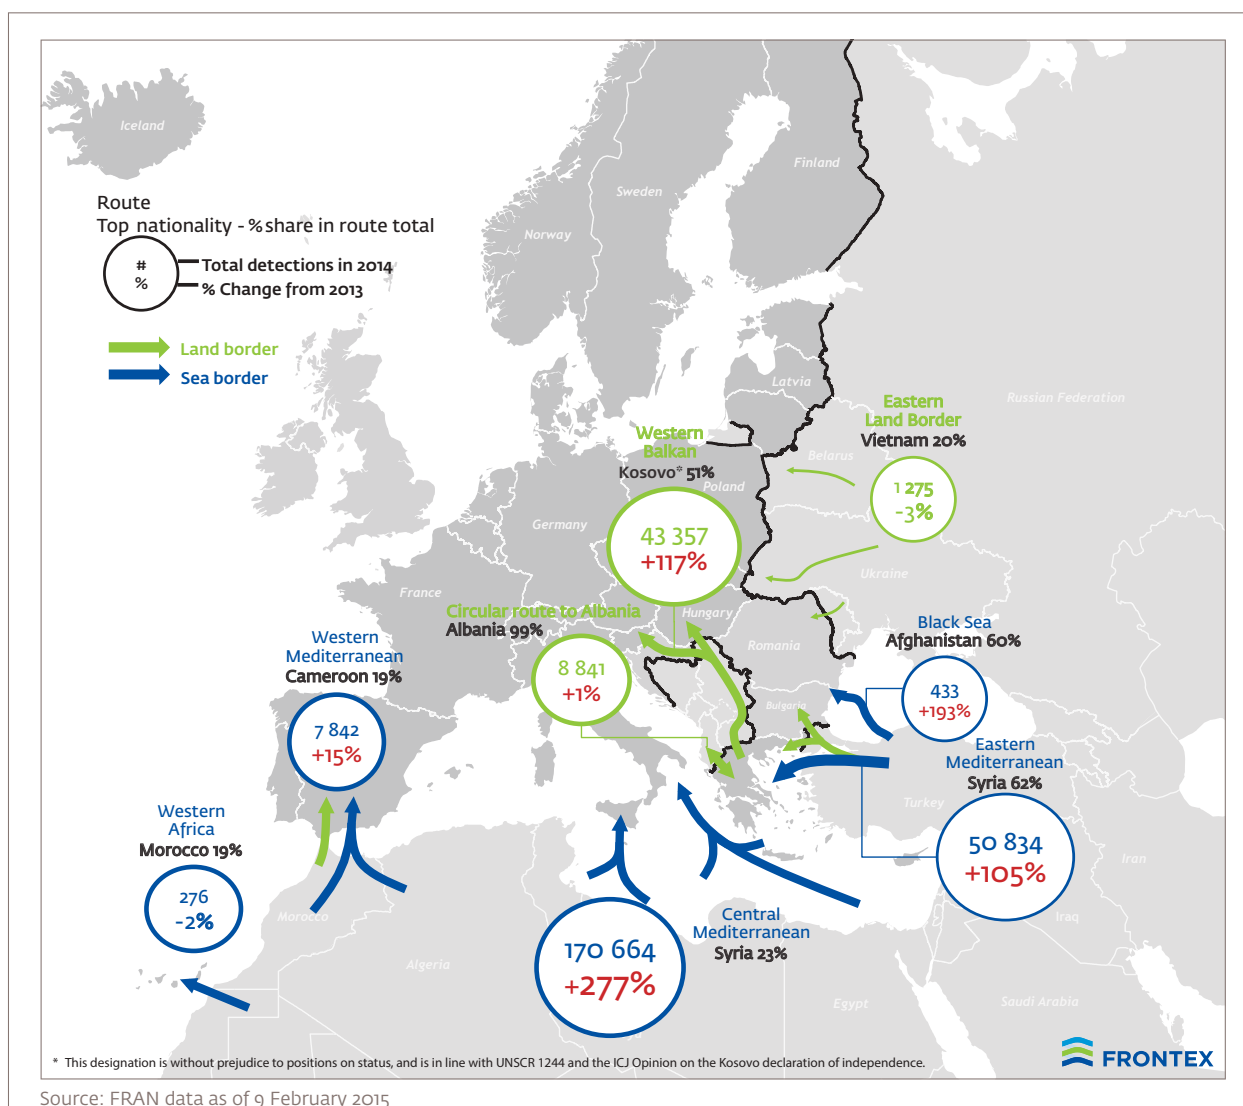 Iceland
Finland
Sweden
Norway
Route
Top nationality - % share in route total
#
%
Total detections in 2014
% Change from 2013
Land border
Sea border
Latvia
Russian Federation
Eastern
Land Border
Vietnam 20%
1 275
-3%
Belarus
Western
Balkan
Kosovo* 51%
43 357
+117%
Poland
Germany
Ukraine
France
Circular route to Albania
Albania 99%
8 841
+1%
Hungary
Romania
Bulgaria
Black Sea
Afghanistan 60%
433
+193%
Western
Mediterranean
Cameroon 19%
7 842
+15%
Eastern
Mediterranean
Syria 62%
50 834
+105%
Turkey
Western
Africa
Morocco 19%
276
-2%
Morocco
Algeria
170 664
+277%
Central
Mediterranean
Syria 23%
Iran
Iraq
Egypt
Saudi Arabia
* This designation is without prejudice to positions on status, and is in line with UNSCR 1244 and the ICJ Opinion on the Kosovo declaration of independence.
FRONTEX
Source: FRAN data as of 9 February 2015